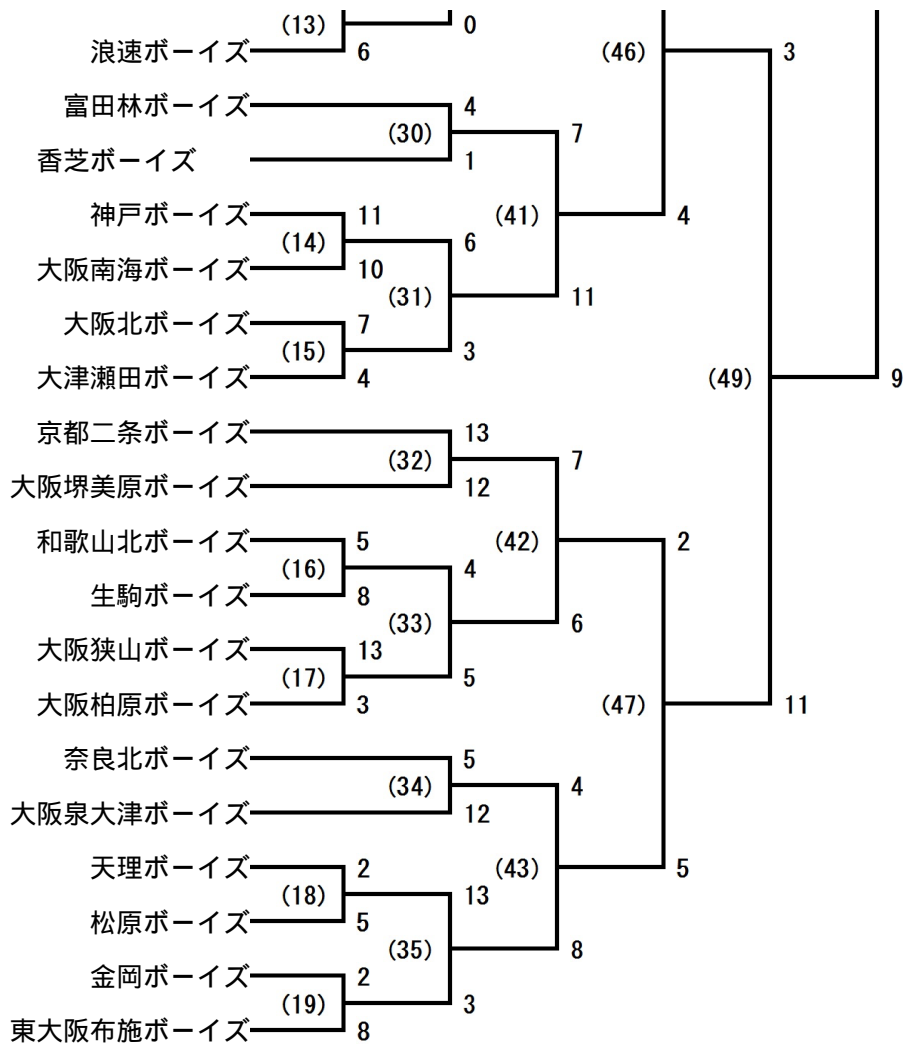 (13) 0
浪速ボーイズ 6 (46) 3
富田林ボーイズ 4
(30) 7
香芝ボーイズ 1
神戸ボーイズ 11 (41) 4
(14) 6
大阪南海ボーイズ 10
(31) 11
大阪北ボーイズ 7
(15) 3
大津瀬田ボーイズ 4 (49) 9
京都二条ボーイズ 13
(32) 7
大阪堺美原ボーイズ 12
和歌山北ボーイズ 5 (42) 2
(16) 4
生駒ボーイズ 8
(33) 6
大阪狭山ボーイズ 13
(17) 5
大阪柏原ボーイズ 3 (47) 11
奈良北ボーイズ 5
(34) 4
大阪泉大津ボーイズ 12
天理ボーイズ 2 (43) 5
(18) 13
松原ボーイズ 5
(35) 8
金岡ボーイズ 2
(19) 3
東大阪布施ボーイズ 8